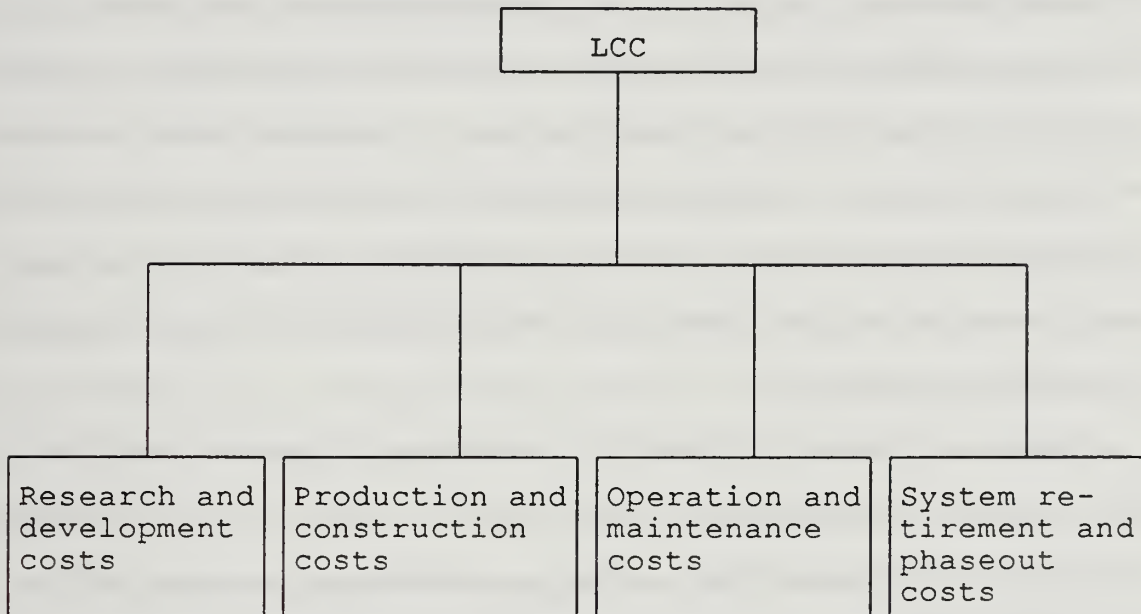 LCC
Research and
development
costs
Production and
construction
costs
Operation and
maintenance
costs
System re-
tirement and
phaseout
costs